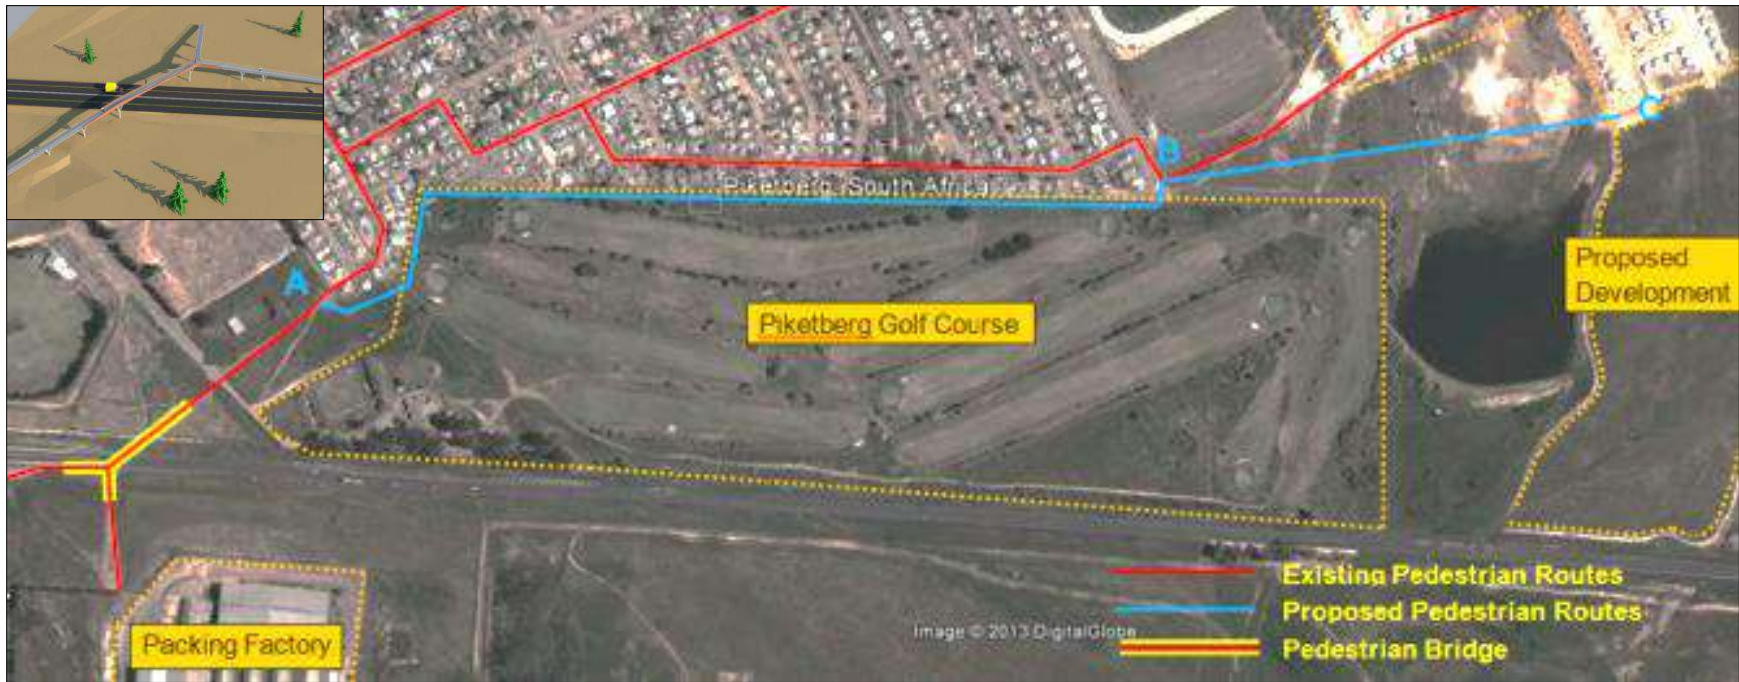 B
C
Piketberg, South Africa
Proposed
Development
A
Piketberg Golf Course
Existing Pedestrian Routes
Proposed Pedestrian Routes
Image © 2013 DigitalGlobe
Pedestrian Bridge
Packing Factory